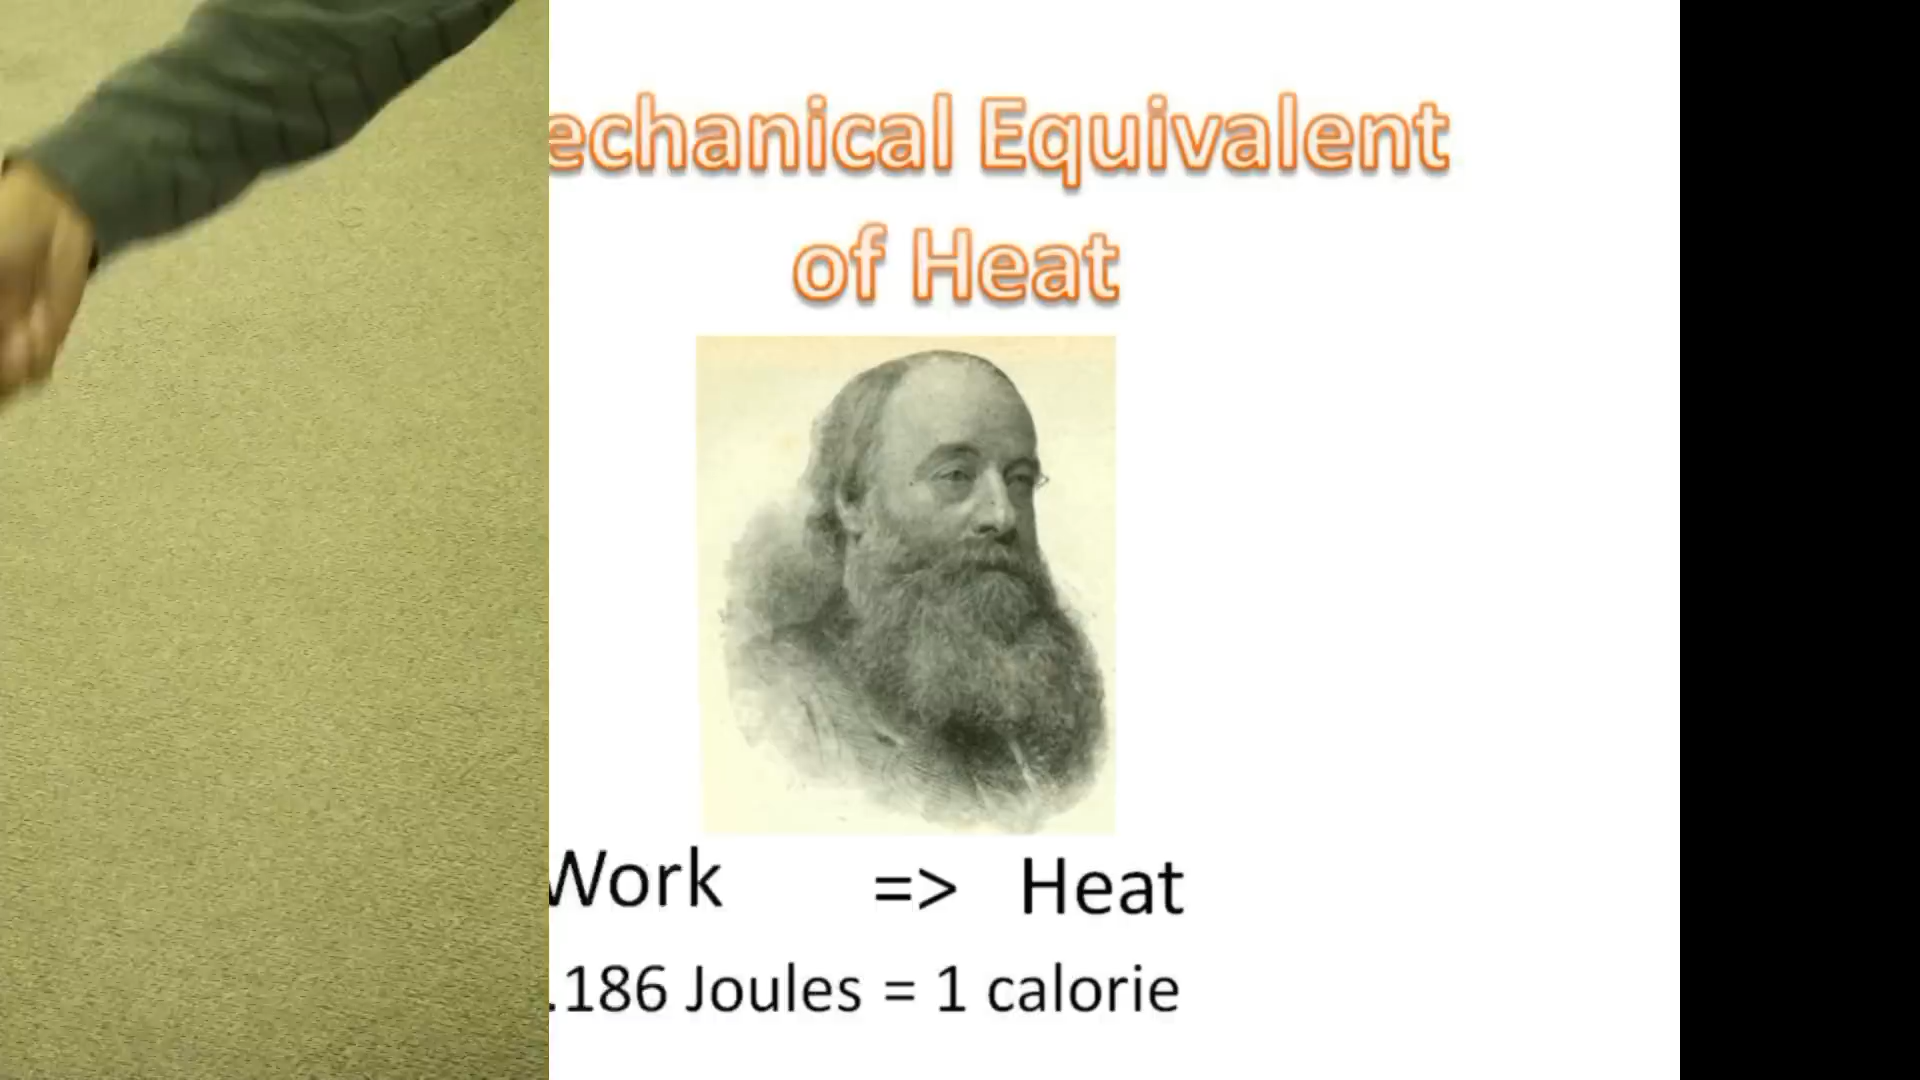 echanical Equivalent
of Heat
Work => Heat
.186 Joules = 1 calorie